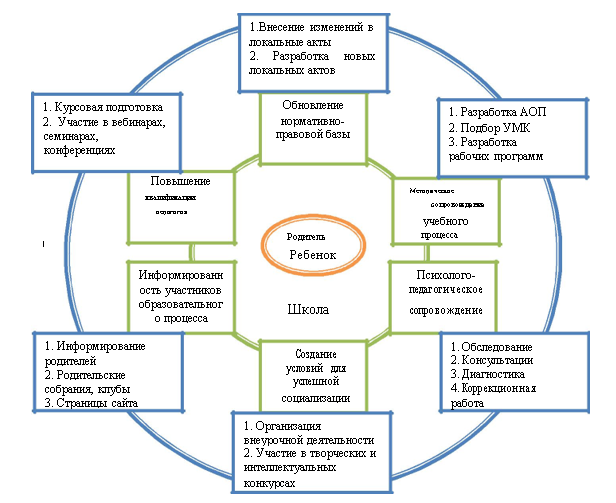 1.Внесение изменений в
локальные акты
2. Разработка новых
локальных актов
Обновление
нормативно-
правовой базы
1. Курсовая подготовка
2. Участие в вебинарах,
семинарах,
конференциях
1. Разработка АОП
2. Подбор УМК
3. Разработка
рабочих программ
Повышение
квалификации
педагогов
Методическое
сопровождение
учебного
процесса
Родитель
Ребенок
Школа
Информированн
ость участников
образовательног
о процесса
Психолого-
педагогическое
сопровождение
Создание
условий для
успешной
социализации
1. Информирование
родителей
2. Родительские
собрания, клубы
3. Страницы сайта
1. Обследование
2. Консультации
3. Диагностика
4. Коррекционная
работа
1. Организация
внеурочной деятельности
2. Участие в творческих и
интеллектуальных
конкурсах